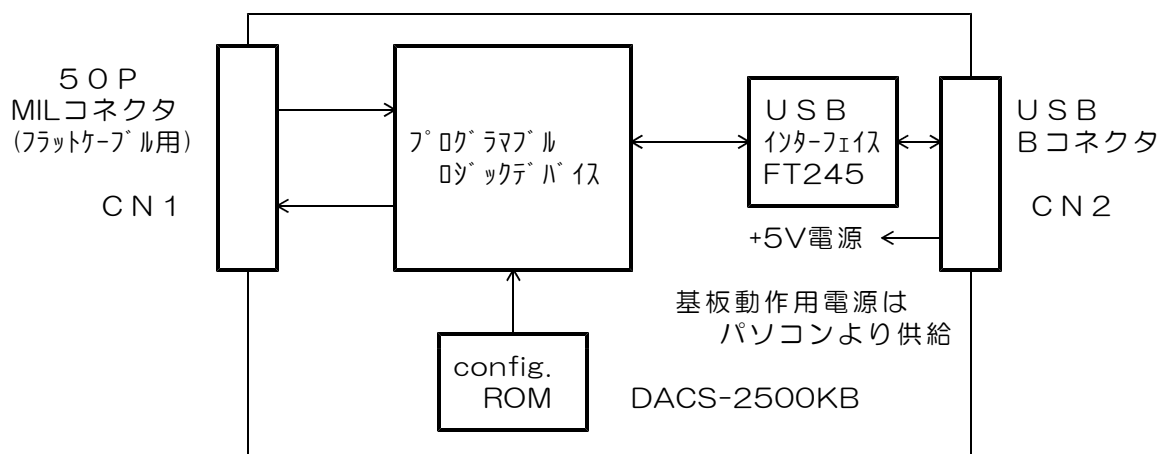 ５０Ｐ
MILコネクタ
(ﾌﾗｯﾄｹｰﾌﾞﾙ用)
ＣＮ１
ﾌﾟﾛｸﾞﾗﾏﾌﾞﾙ
ﾛｼﾞｯｸﾃﾞﾊﾞｲｽ
ＵＳＢ
ｲﾝﾀｰﾌｪｲｽ
FT245
ＵＳＢ
Ｂコネクタ
ＣＮ２
+5V電源
基板動作用電源は
パソコンより供給
config.
ROM
DACS-2500KB